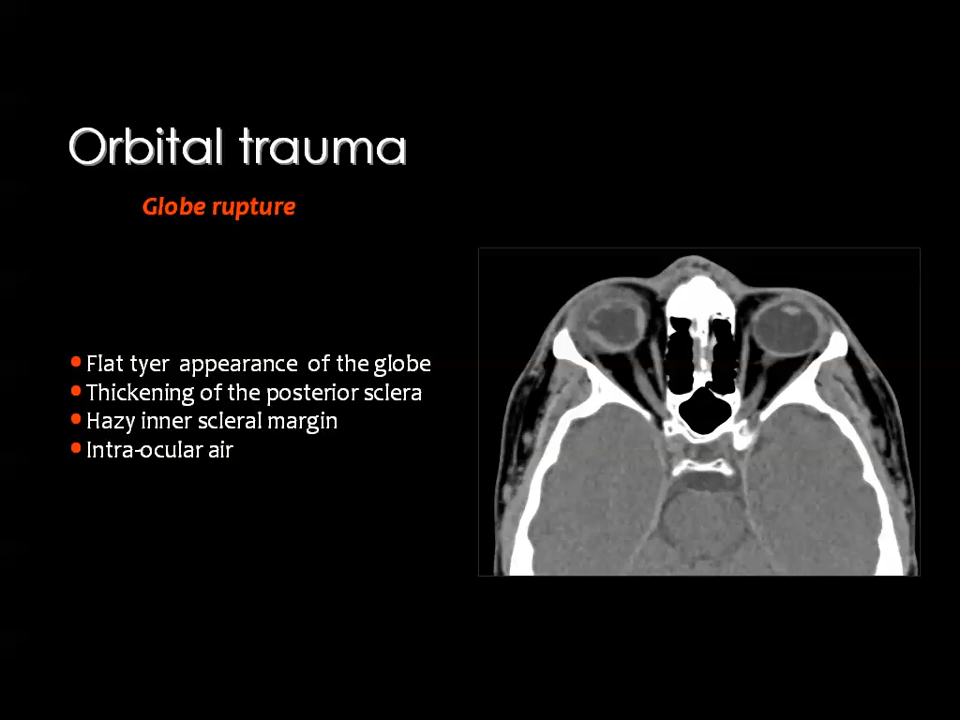 Orbital trauma
Globe rupture
• Flat tyer appearance of the globe
• Thickening of the posterior sclera
• Hazy inner scleral margin
• Intra-ocular air